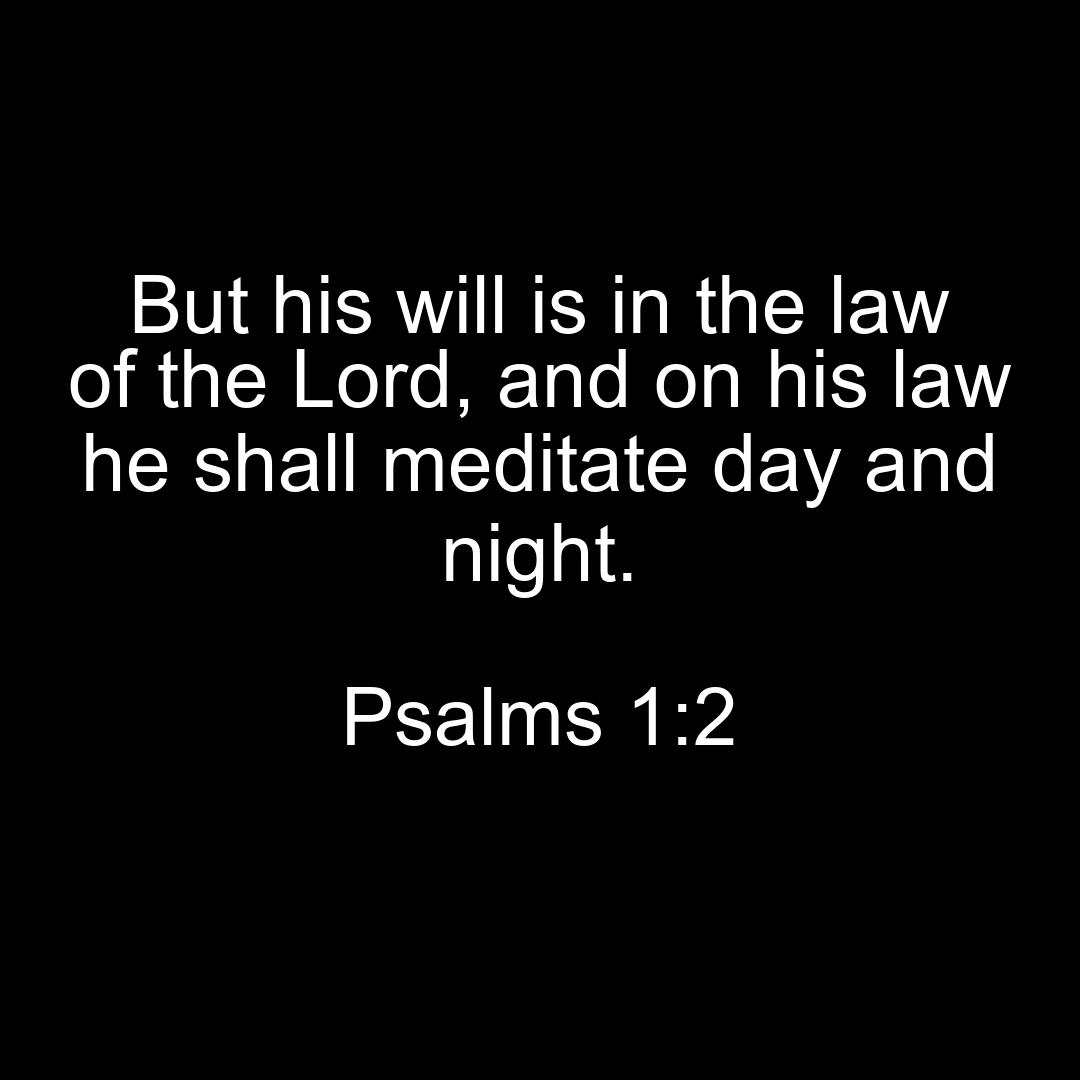 But his will is in the law
of the Lord, and on his law
he shall meditate day and
night.
Psalms 1:2